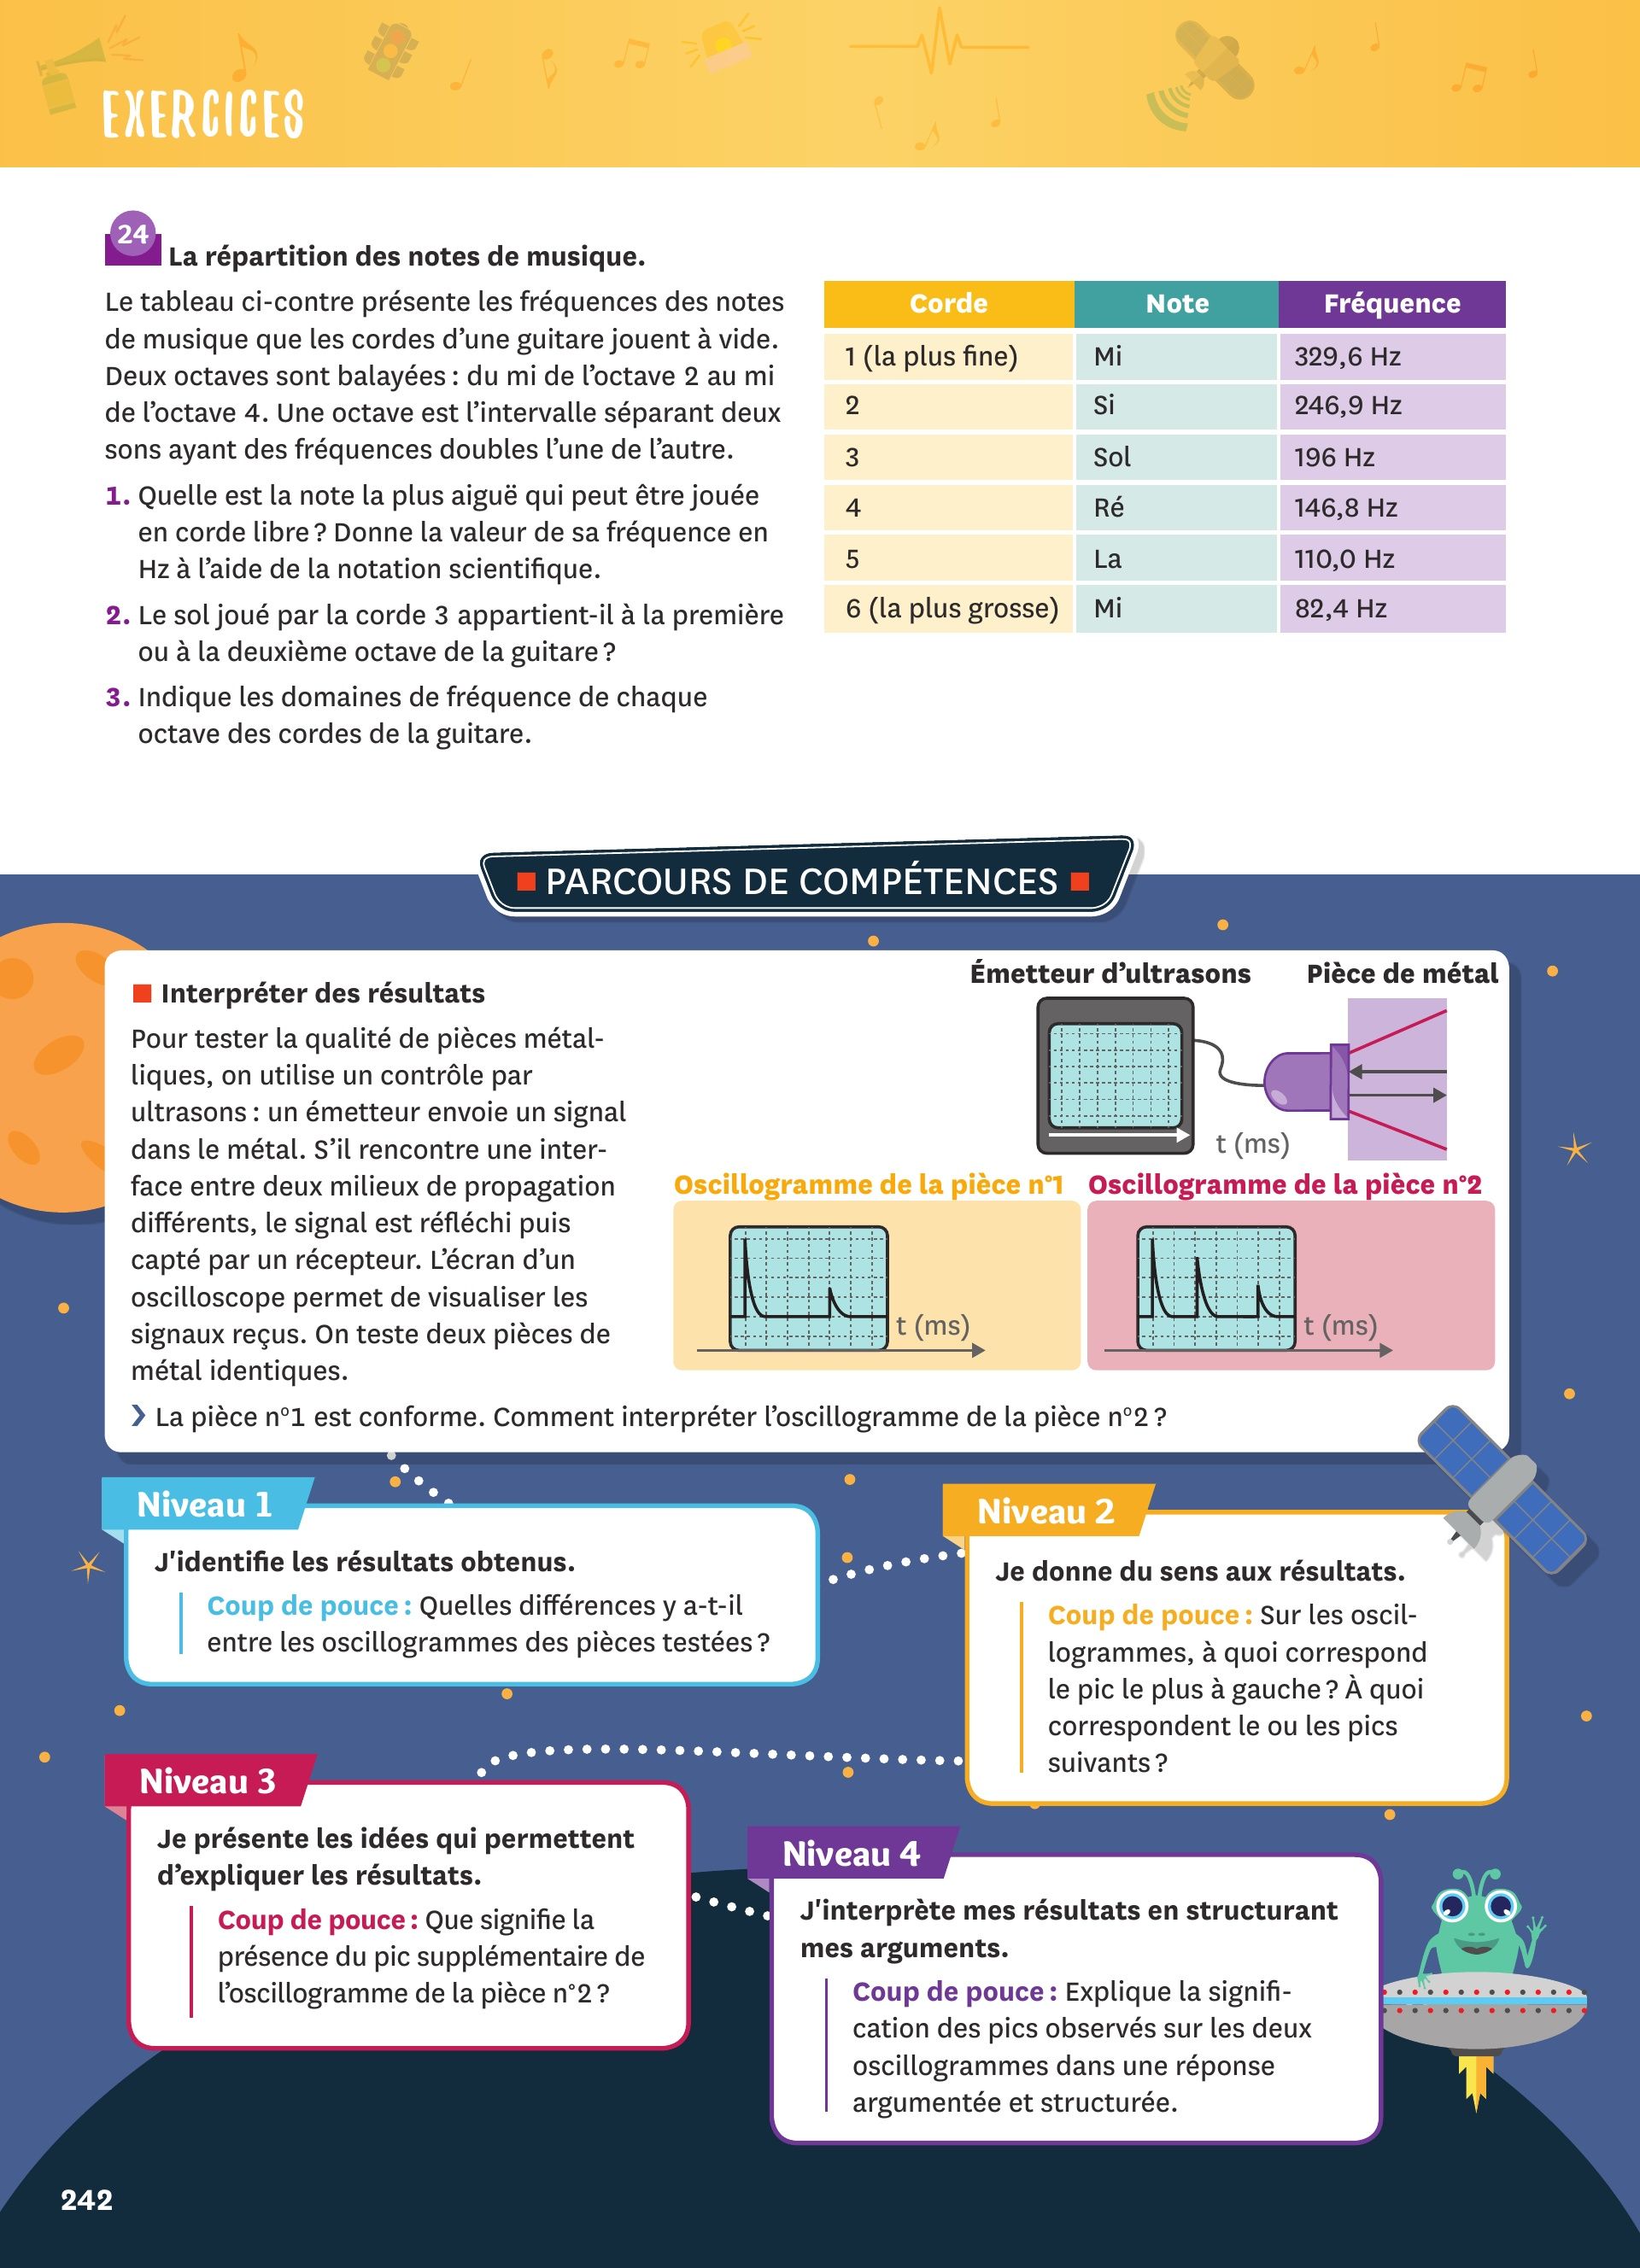 EXERCICES
24
La répartition des notes de musique.
Le tableau ci-contre présente les fréquences des notes
de musique que les cordes d’une guitare jouent à vide.
Deux octaves sont balayées : du mi de l’octave 2 au mi
de l’octave 4. Une octave est l’intervalle séparant deux
sons ayant des fréquences doubles l’une de l’autre.
1. Quelle est la note la plus aiguë qui peut être jouée
en corde libre ? Donne la valeur de sa fréquence en
Hz à l’aide de la notation scientifique.
2. Le sol joué par la corde 3 appartient-il à la première
ou à la deuxième octave de la guitare ?
3. Indique les domaines de fréquence de chaque
octave des cordes de la guitare.
Corde Note Fréquence
1 (la plus fine) Mi 329,6 Hz
2 Si 246,9 Hz
3 Sol 196 Hz
4 Ré 146,8 Hz
5 La 110,0 Hz
6 (la plus grosse) Mi 82,4 Hz
PARCOURS DE COMPÉTENCES
Interpréter des résultats
Pour tester la qualité de pièces métal-
liques, on utilise un contrôle par
ultrasons : un émetteur envoie un signal
dans le métal. S’il rencontre une inter-
face entre deux milieux de propagation
différents, le signal est réfléchi puis
capté par un récepteur. L’écran d’un
oscilloscope permet de visualiser les
signaux reçus. On teste deux pièces de
métal identiques.
Émetteur d’ultrasons Pièce de métal
t (ms)
Oscillogramme de la pièce n°1
t (ms)
Oscillogramme de la pièce n°2
t (ms)
❯ La pièce n°1 est conforme. Comment interpréter l’oscillogramme de la pièce n°2 ?
Niveau 1
J'identifie les résultats obtenus.
Coup de pouce : Quelles différences y a-t-il
entre les oscillogrammes des pièces testées ?
Niveau 2
Je donne du sens aux résultats.
Coup de pouce : Sur les oscil-
logrammes, à quoi correspond
le pic le plus à gauche ? À quoi
correspondent le ou les pics
suivants ?
Niveau 3
Je présente les idées qui permettent
d’expliquer les résultats.
Coup de pouce : Que signifie la
présence du pic supplémentaire de
l’oscillogramme de la pièce n°2 ?
Niveau 4
J'interprète mes résultats en structurant
mes arguments.
Coup de pouce : Explique la signifi-
cation des pics observés sur les deux
oscillogrammes dans une réponse
argumentée et structurée.
242